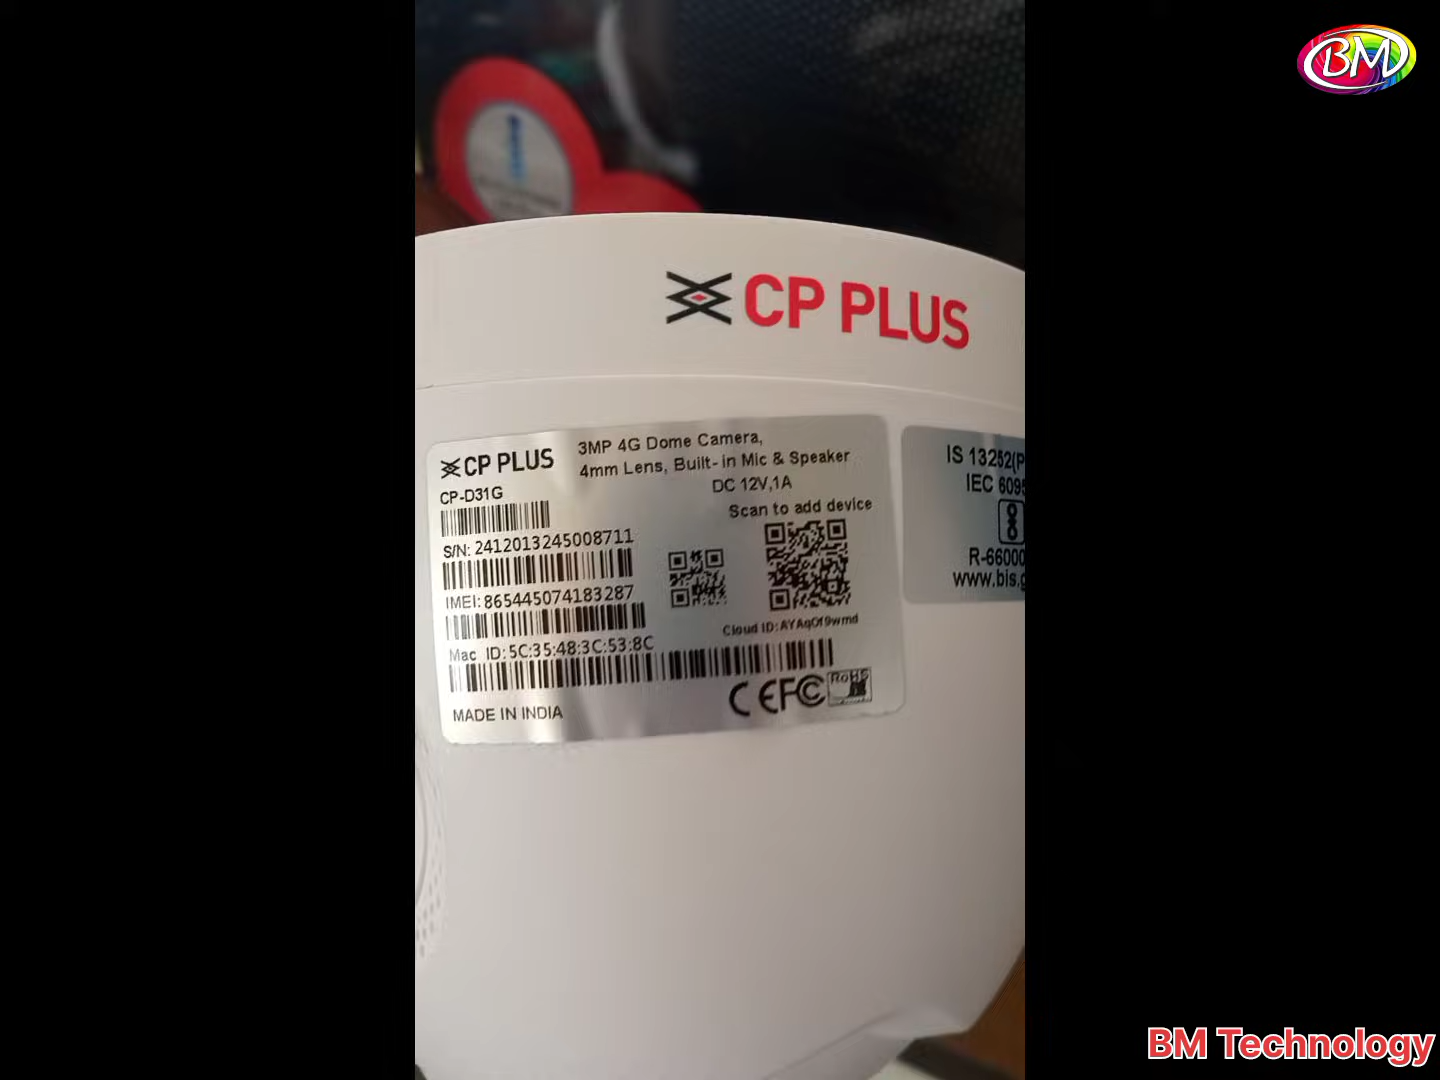 BM
CP PLUS
CP PLUS
3MP 4G Dome Camera,
4mm Lens, Built-in Mic & Speaker
CP-D31G
DC 12V,1A
Scan to add device
S/N: 2412013245008711
IMEI: 865445074183287
Cloud ID:
Mac ID: 5C:35:48:3C:53:8C
MADE IN INDIA
CE FC RoHS
IS 13252(P
IEC 6095
R-66000
www.bis.g
BM Technology